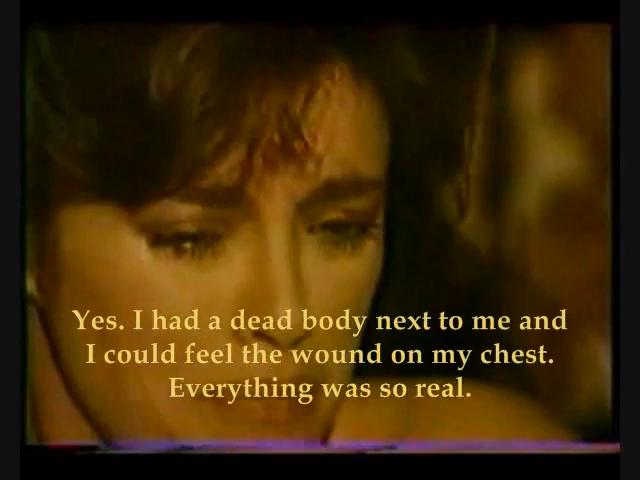 Yes. I had a dead body next to me and
I could feel the wound on my chest.
Everything was so real.